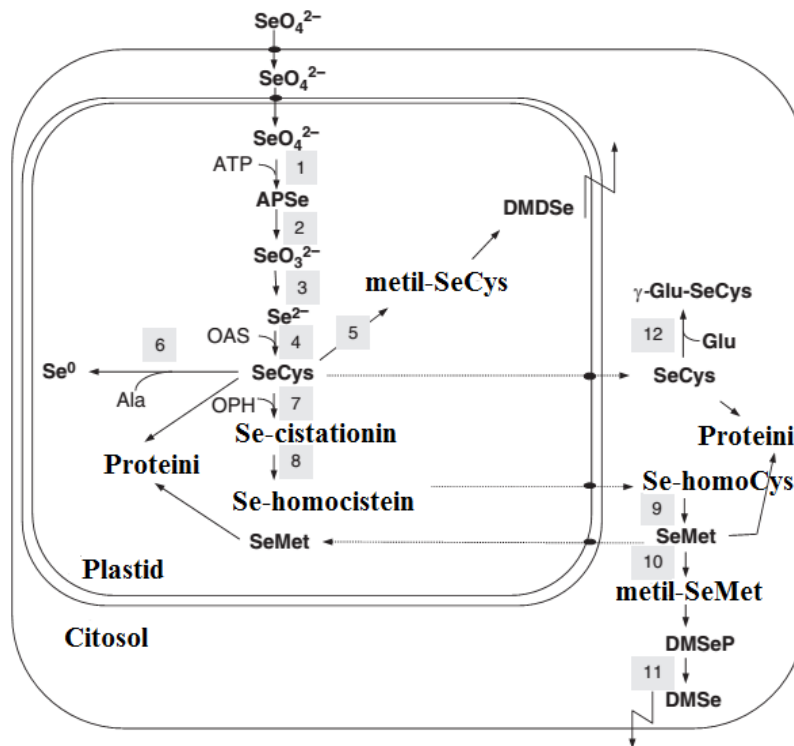 SeO₄²⁻
SeO₄²⁻
SeO₄²⁻
ATP
1
APSe
2
SeO₃²⁻
3
Se²⁻
OAS
4
5
metil-SeCys
DMDSe
6
Se⁰
Ala
SeCys
OPH
7
Se-cistationin
8
Proteini
Se-homocistein
SeMet
Plastid
Citosol
γ-Glu-SeCys
12
Glu
SeCys
Proteini
Se-homoCys
9
SeMet
10
metil-SeMet
DMSeP
11
DMSe